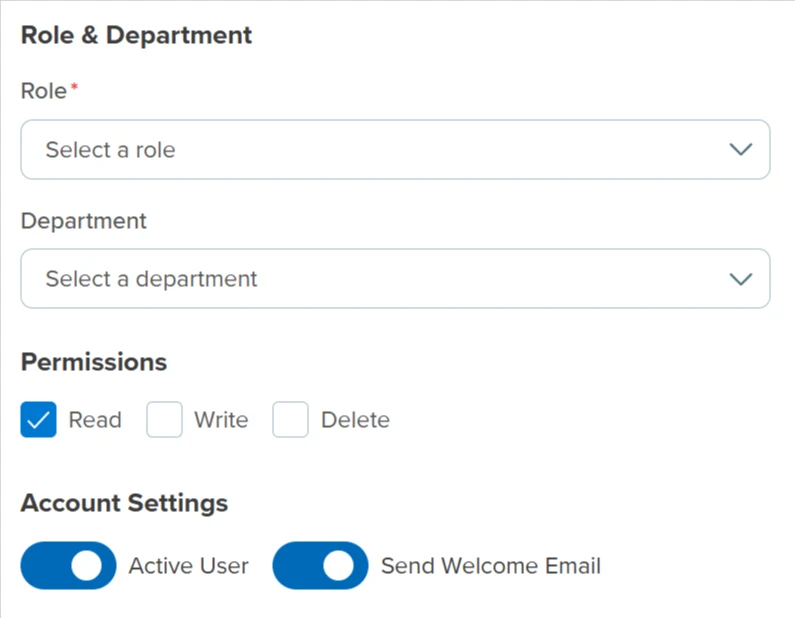 Role & Department
Role*
Select a role
Department
Select a department
Permissions
Read Write Delete
Account Settings
Active User Send Welcome Email